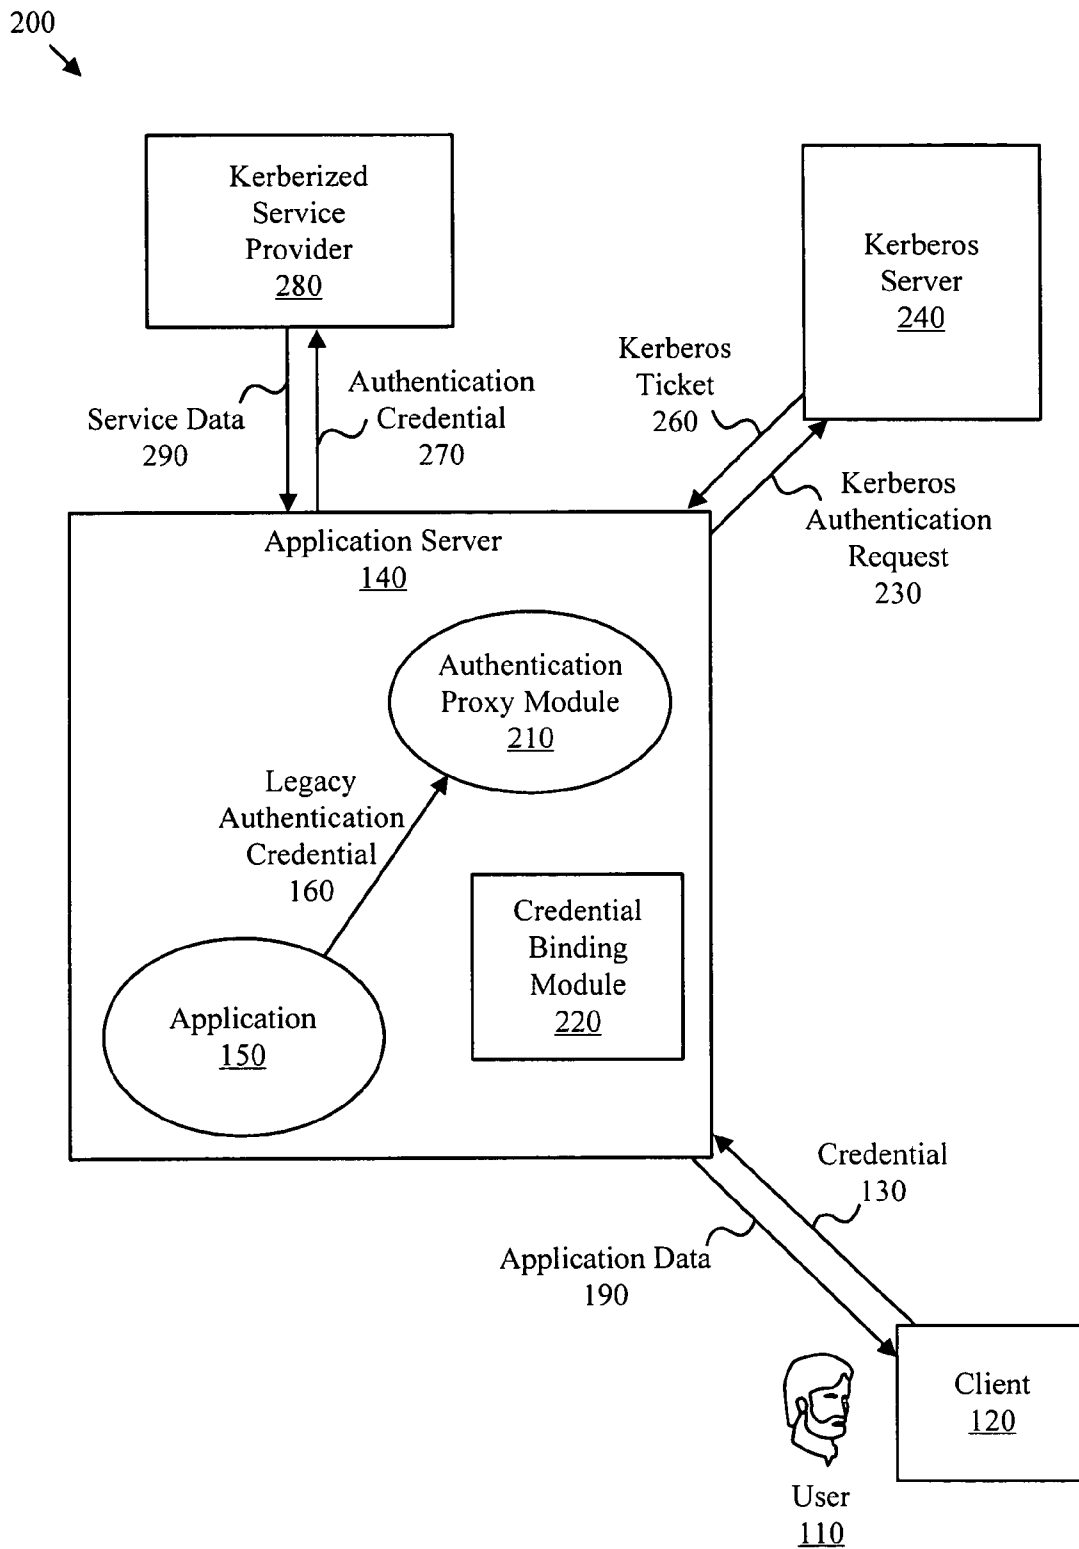 200
Kerberized
Service
Provider
280
Kerberos
Server
240
Kerberos
Ticket
260
Authentication
Credential
270
Service Data
290
Kerberos
Authentication
Request
230
Application Server
140
Authentication
Proxy Module
210
Legacy
Authentication
Credential
160
Credential
Binding
Module
220
Application
150
Credential
130
Application Data
190
Client
120
User
110